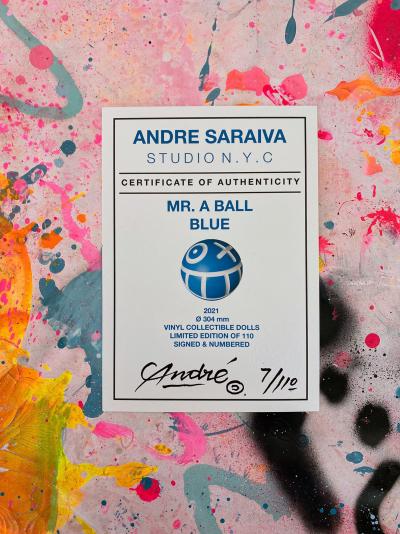 ANDRE SARAIVA
STUDIO N.Y.C
CERTIFICATE OF AUTHENTICITY
MR. A BALL
BLUE
2021
Ø 304 mm
VINYL COLLECTIBLE DOLLS
LIMITED EDITION OF 110
SIGNED & NUMBERED
André 7/110